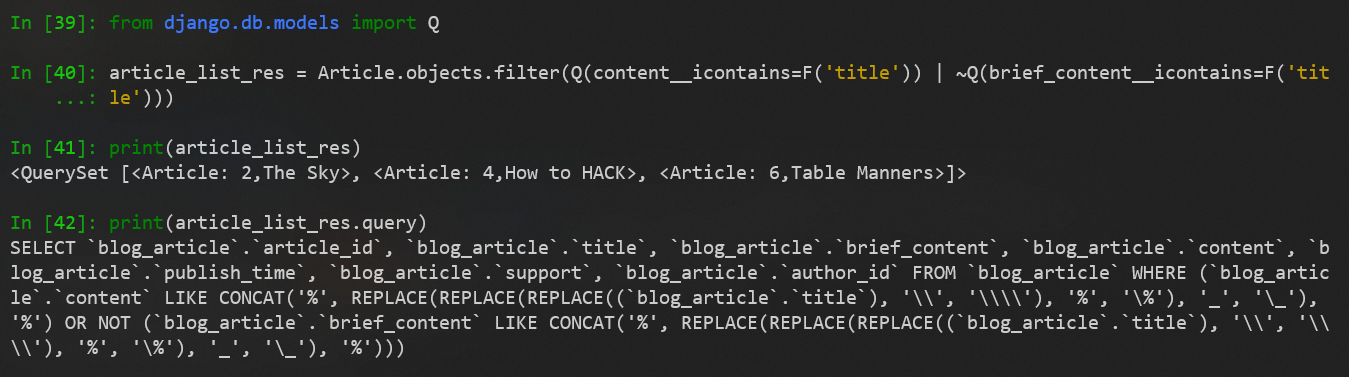 In [39]: from django.db.models import Q
In [40]: article_list_res = Article.objects.filter(Q(content__icontains=F('title')) | ~Q(brief_content__icontains=F('tit
...: le')))
In [41]: print(article_list_res)
<QuerySet [<Article: 2,The Sky>, <Article: 4,How to HACK>, <Article: 6,Table Manners>]>
In [42]: print(article_list_res.query)
SELECT `blog_article`.`article_id`, `blog_article`.`title`, `blog_article`.`brief_content`, `blog_article`.`content`, `b
log_article`.`publish_time`, `blog_article`.`support`, `blog_article`.`author_id` FROM `blog_article` WHERE (`blog_artic
le`.`content` LIKE CONCAT('%', REPLACE(REPLACE(REPLACE((`blog_article`.`title`), '\\', '\\\\'), '%', '\%'), '_', '\_'),
'%') OR NOT (`blog_article`.`brief_content` LIKE CONCAT('%', REPLACE(REPLACE(REPLACE((`blog_article`.`title`), '\\', '\\
\\'), '%', '\%'), '_', '\_'), '%')))